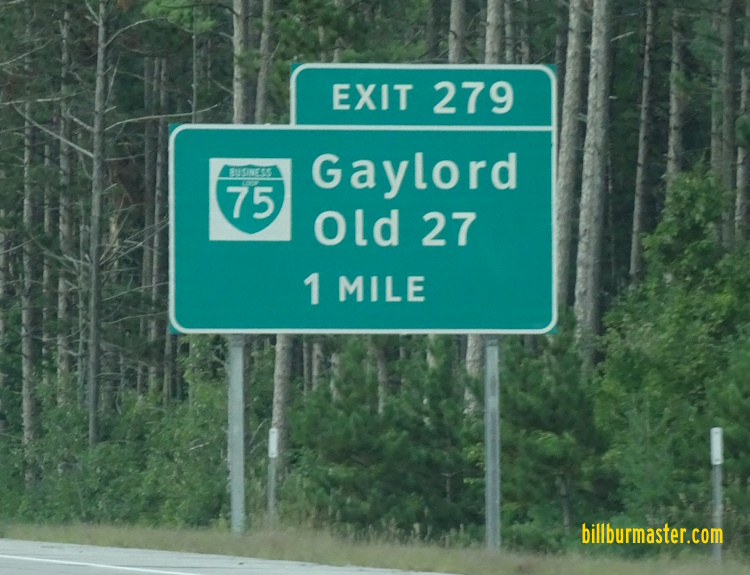 EXIT 279
BUSINESS
LOOP
75
Gaylord
Old 27
1 MILE
billburmaster.com